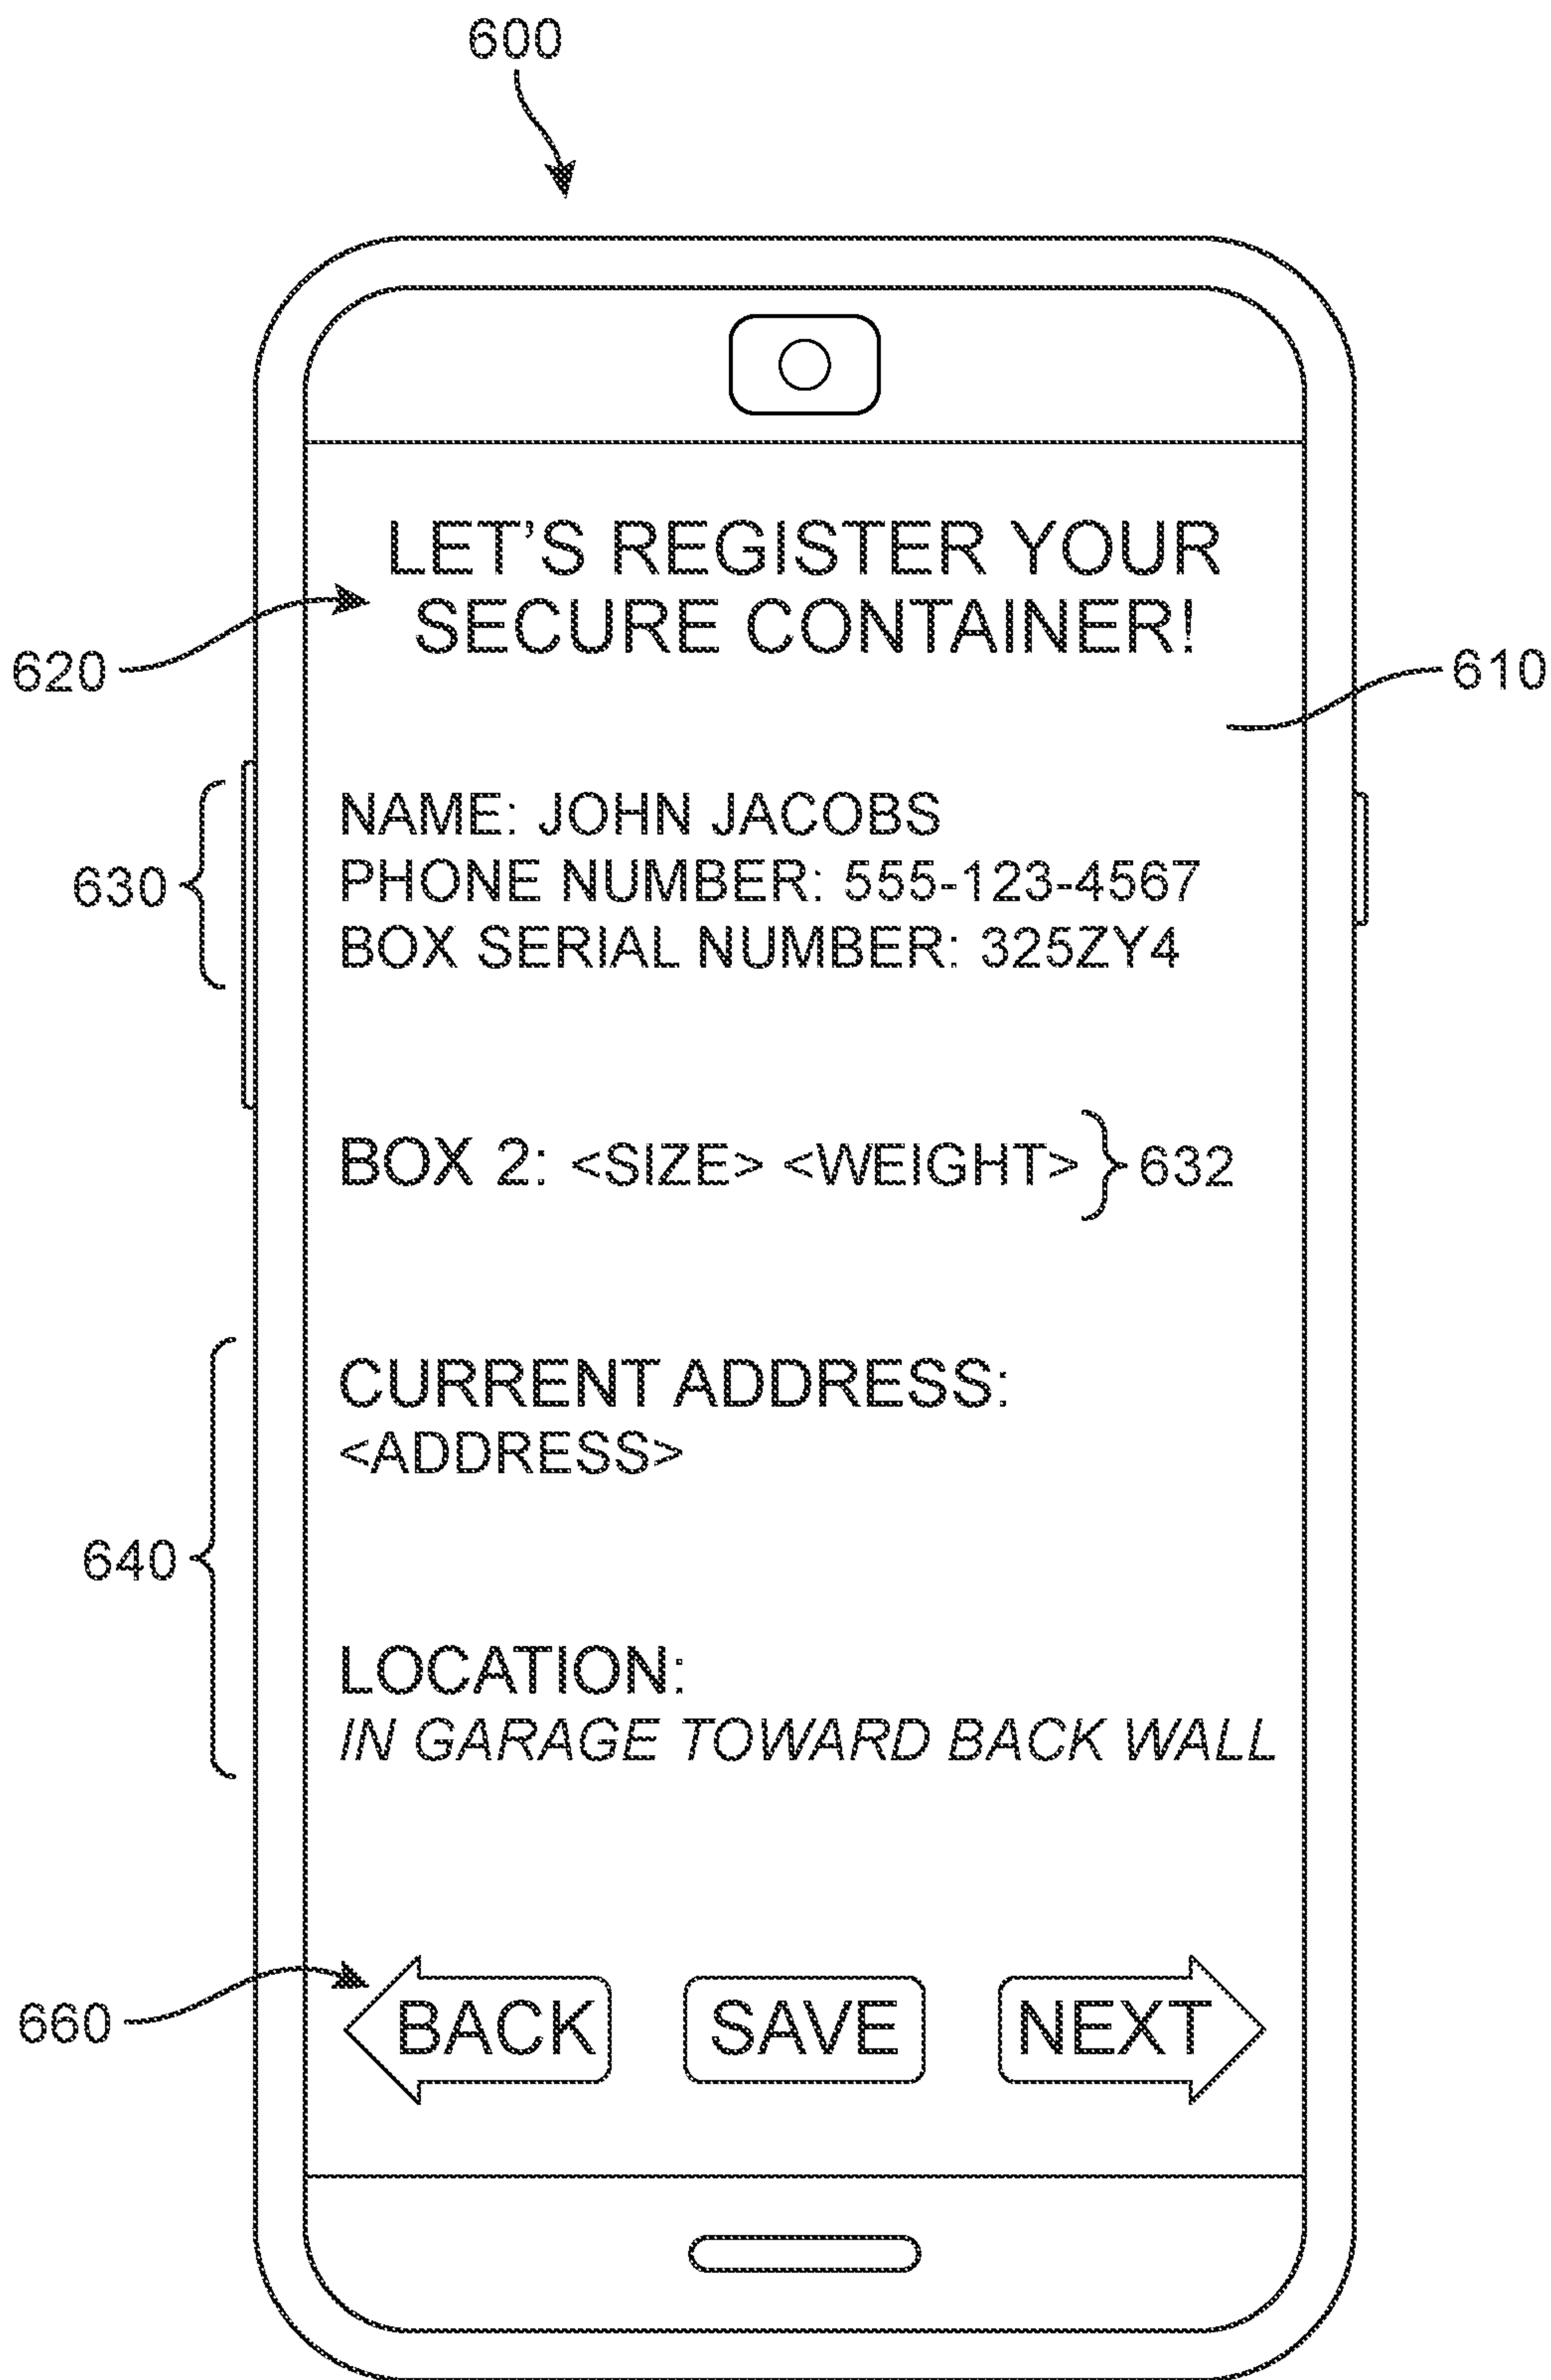 600
LET'S REGISTER YOUR
SECURE CONTAINER!
620
610
NAME: JOHN JACOBS
PHONE NUMBER: 555-123-4567
630
BOX SERIAL NUMBER: 325ZY4
BOX 2: <SIZE> <WEIGHT> 632
CURRENT ADDRESS:
<ADDRESS>
640
LOCATION:
IN GARAGE TOWARD BACK WALL
660
BACK SAVE NEXT